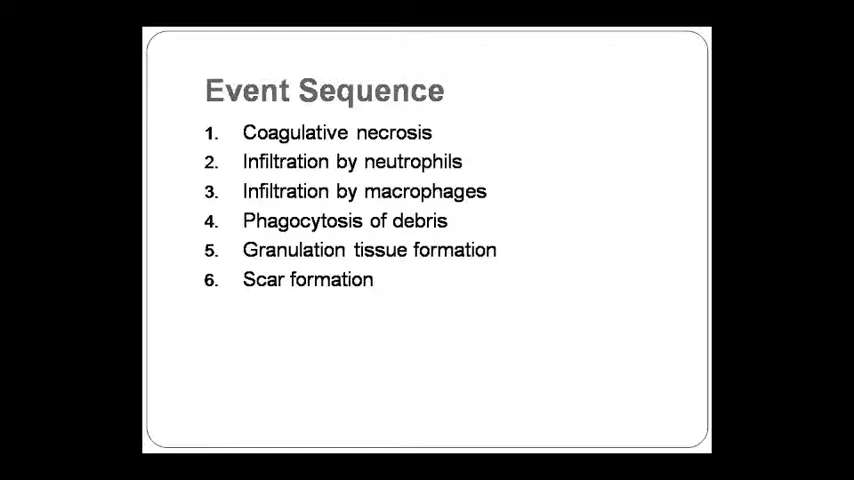 Event Sequence
1. Coagulative necrosis
2. Infiltration by neutrophils
3. Infiltration by macrophages
4. Phagocytosis of debris
5. Granulation tissue formation
6. Scar formation